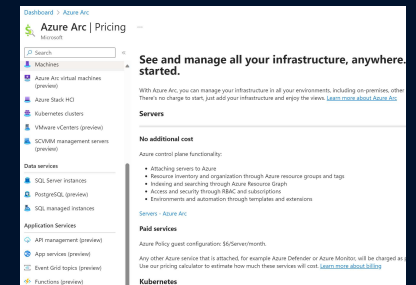 Dashboard > Azure Arc >
Azure Arc | Pricing ...
Microsoft
Search «
Machines
Azure Arc virtual machines
(preview)
Azure Stack HCI
Kubernetes clusters
VMware vCenters (preview)
SCVMM management servers
(preview)
Data services
SQL Server instances
PostgreSQL (preview)
SQL managed instances
Application Services
API management (preview)
App services (preview)
Event Grid topics (preview)
Functions (preview)
See and manage all your infrastructure, anywhere.
started.
With Azure Arc, you can manage your infrastructure in all your environments, including on-premises, other
There's no charge to start, just add your infrastructure and enjoy the views. Learn more about Azure Arc
Servers
No additional cost
Azure control plane functionality:
• Attaching servers to Azure
• Resource inventory and organization through Azure resource groups and tags
• Indexing and searching through Azure Resource Graph
• Access and security through RBAC and subscriptions
• Environments and automation through templates and extensions
Servers - Azure Arc
Paid services
Azure Policy guest configuration: $6/Server/month.
Any other Azure service that is attached, for example Azure Defender or Azure Monitor, will be charged as
Use our pricing calculator to estimate how much these services will cost. Learn more about billing
Kubernetes